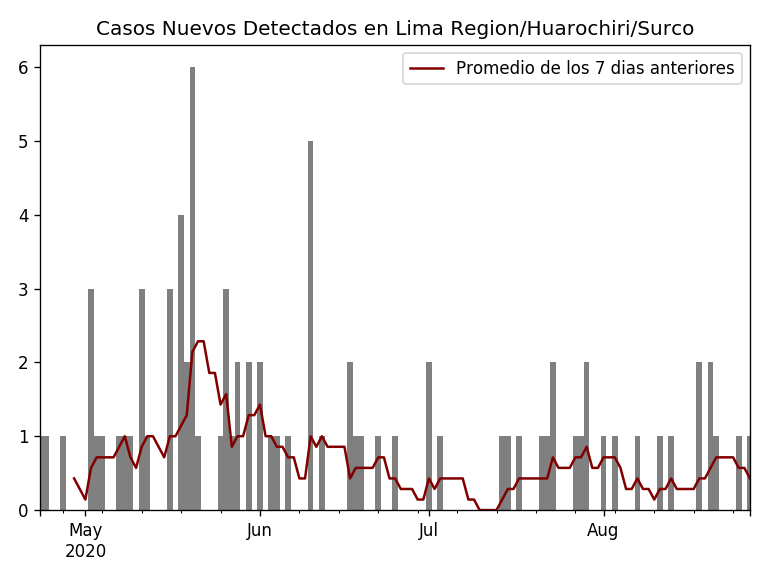 Casos Nuevos Detectados en Lima Region/Huarochiri/Surco
Promedio de los 7 dias anteriores
6
5
4
3
2
1
0
May Jun Jul Aug
2020